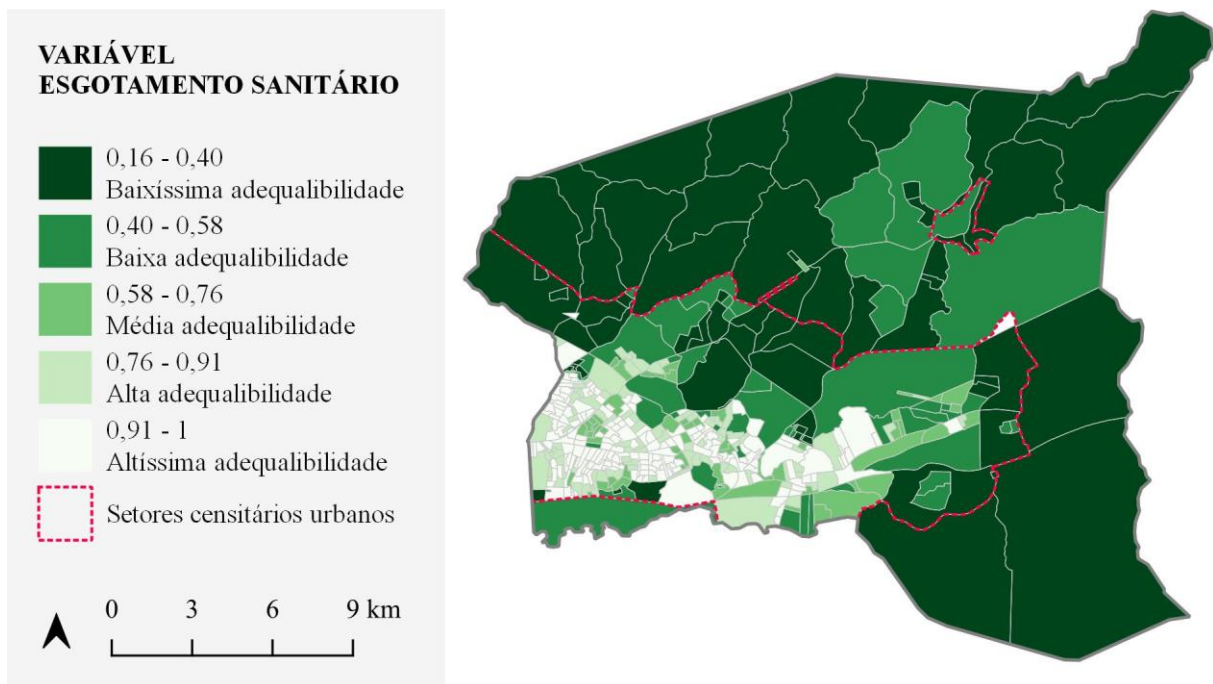 VARIÁVEL
ESGOTAMENTO SANITÁRIO
0,16 - 0,40
Baixíssima adequalibilidade
0,40 - 0,58
Baixa adequalibilidade
0,58 - 0,76
Média adequalibilidade
0,76 - 0,91
Alta adequalibilidade
0,91 - 1
Altíssima adequalibilidade
Setores censitários urbanos
0 3 6 9 km